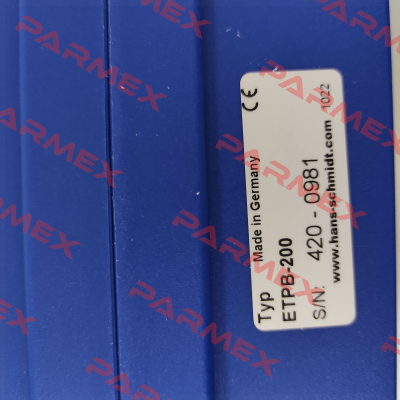 Typ
Made in Germany
CE
ETPB-200
S/N: 420 - 0981
www.hans-schmidt.com 1022
PARMEX
PARMEX
PARMEX
PARMEX
PARMEX
PARMEX
PARMEX